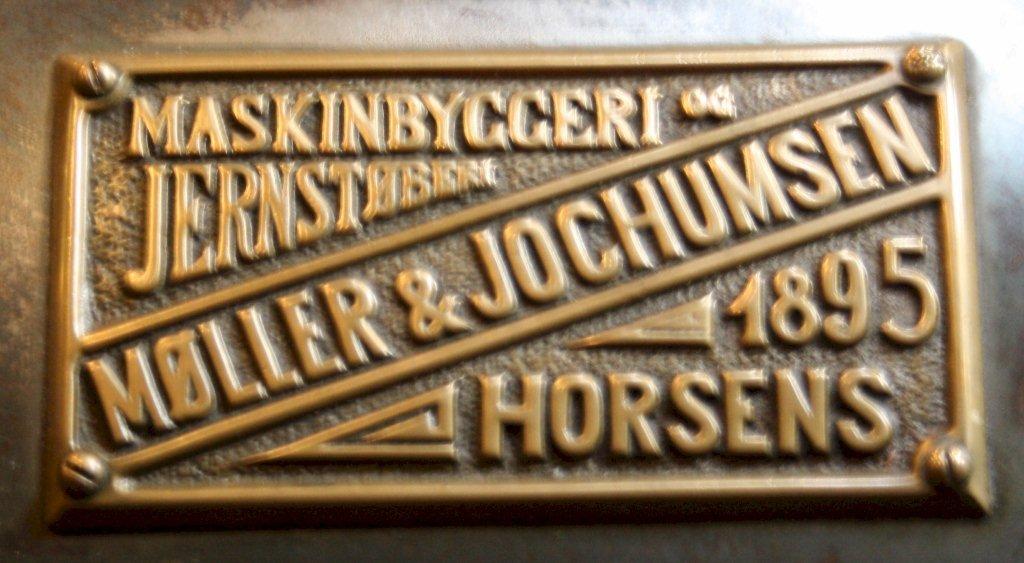 MASKINBYGGERI OG
JERNSTØBERI
MØLLER & JOCHUMSEN
1895
HORSENS